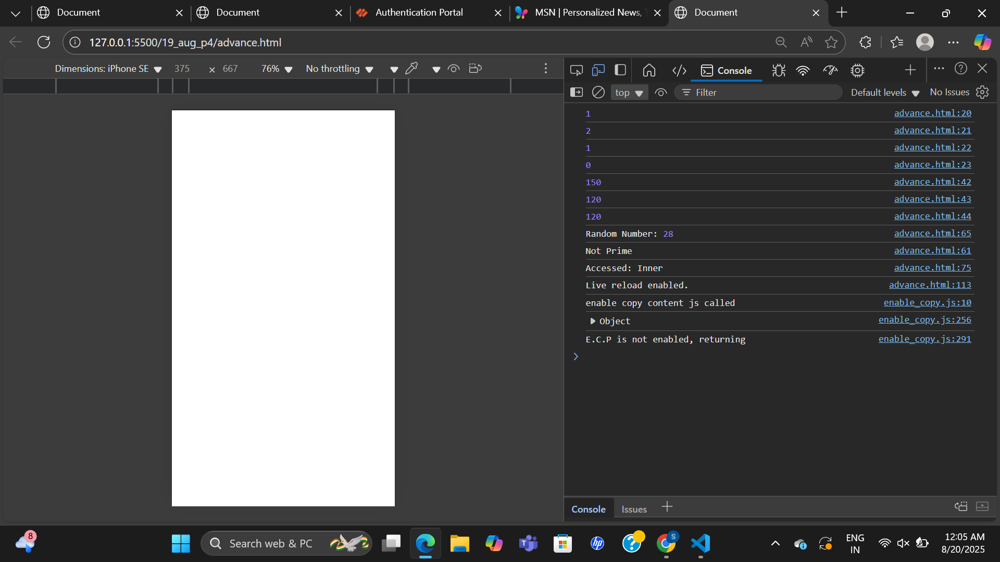 Document
Document
Authentication Portal
MSN | Personalized News,
Document
127.0.0.1:5500/19_aug_p4/advance.html
Dimensions: iPhone SE 375 × 667 76% No throttling
Console
top Filter Default levels No Issues
1 advance.html:20
2 advance.html:21
1 advance.html:22
0 advance.html:23
150 advance.html:42
120 advance.html:43
120 advance.html:44
Random Number: 28 advance.html:65
Not Prime advance.html:61
Accessed: Inner advance.html:75
Live reload enabled. advance.html:113
enable copy content js called enable_copy.js:10
Object enable_copy.js:256
E.C.P is not enabled, returning enable_copy.js:291
Console Issues
8
Search web & PC
hp
S
ENG
IN
12:05 AM
8/20/2025